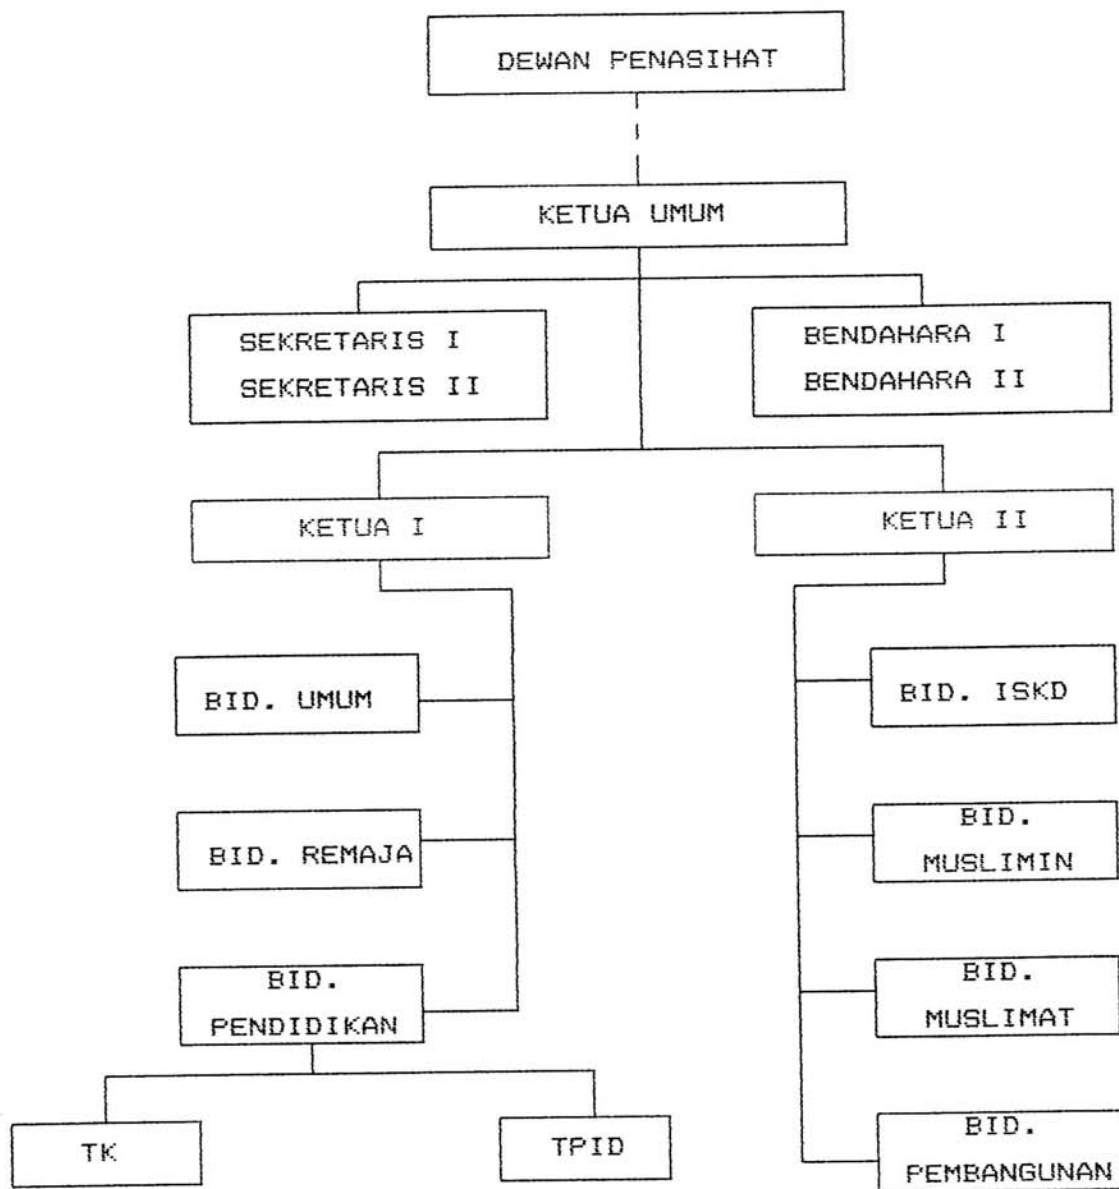 DEWAN PENASIHAT
KETUA UMUM
SEKRETARIS I
SEKRETARIS II
BENDAHARA I
BENDAHARA II
KETUA I
KETUA II
BID. UMUM
BID. REMAJA
BID.
PENDIDIKAN
TK
TPID
BID. ISKD
BID.
MUSLIMIN
BID.
MUSLIMAT
BID.
PEMBANGUNAN